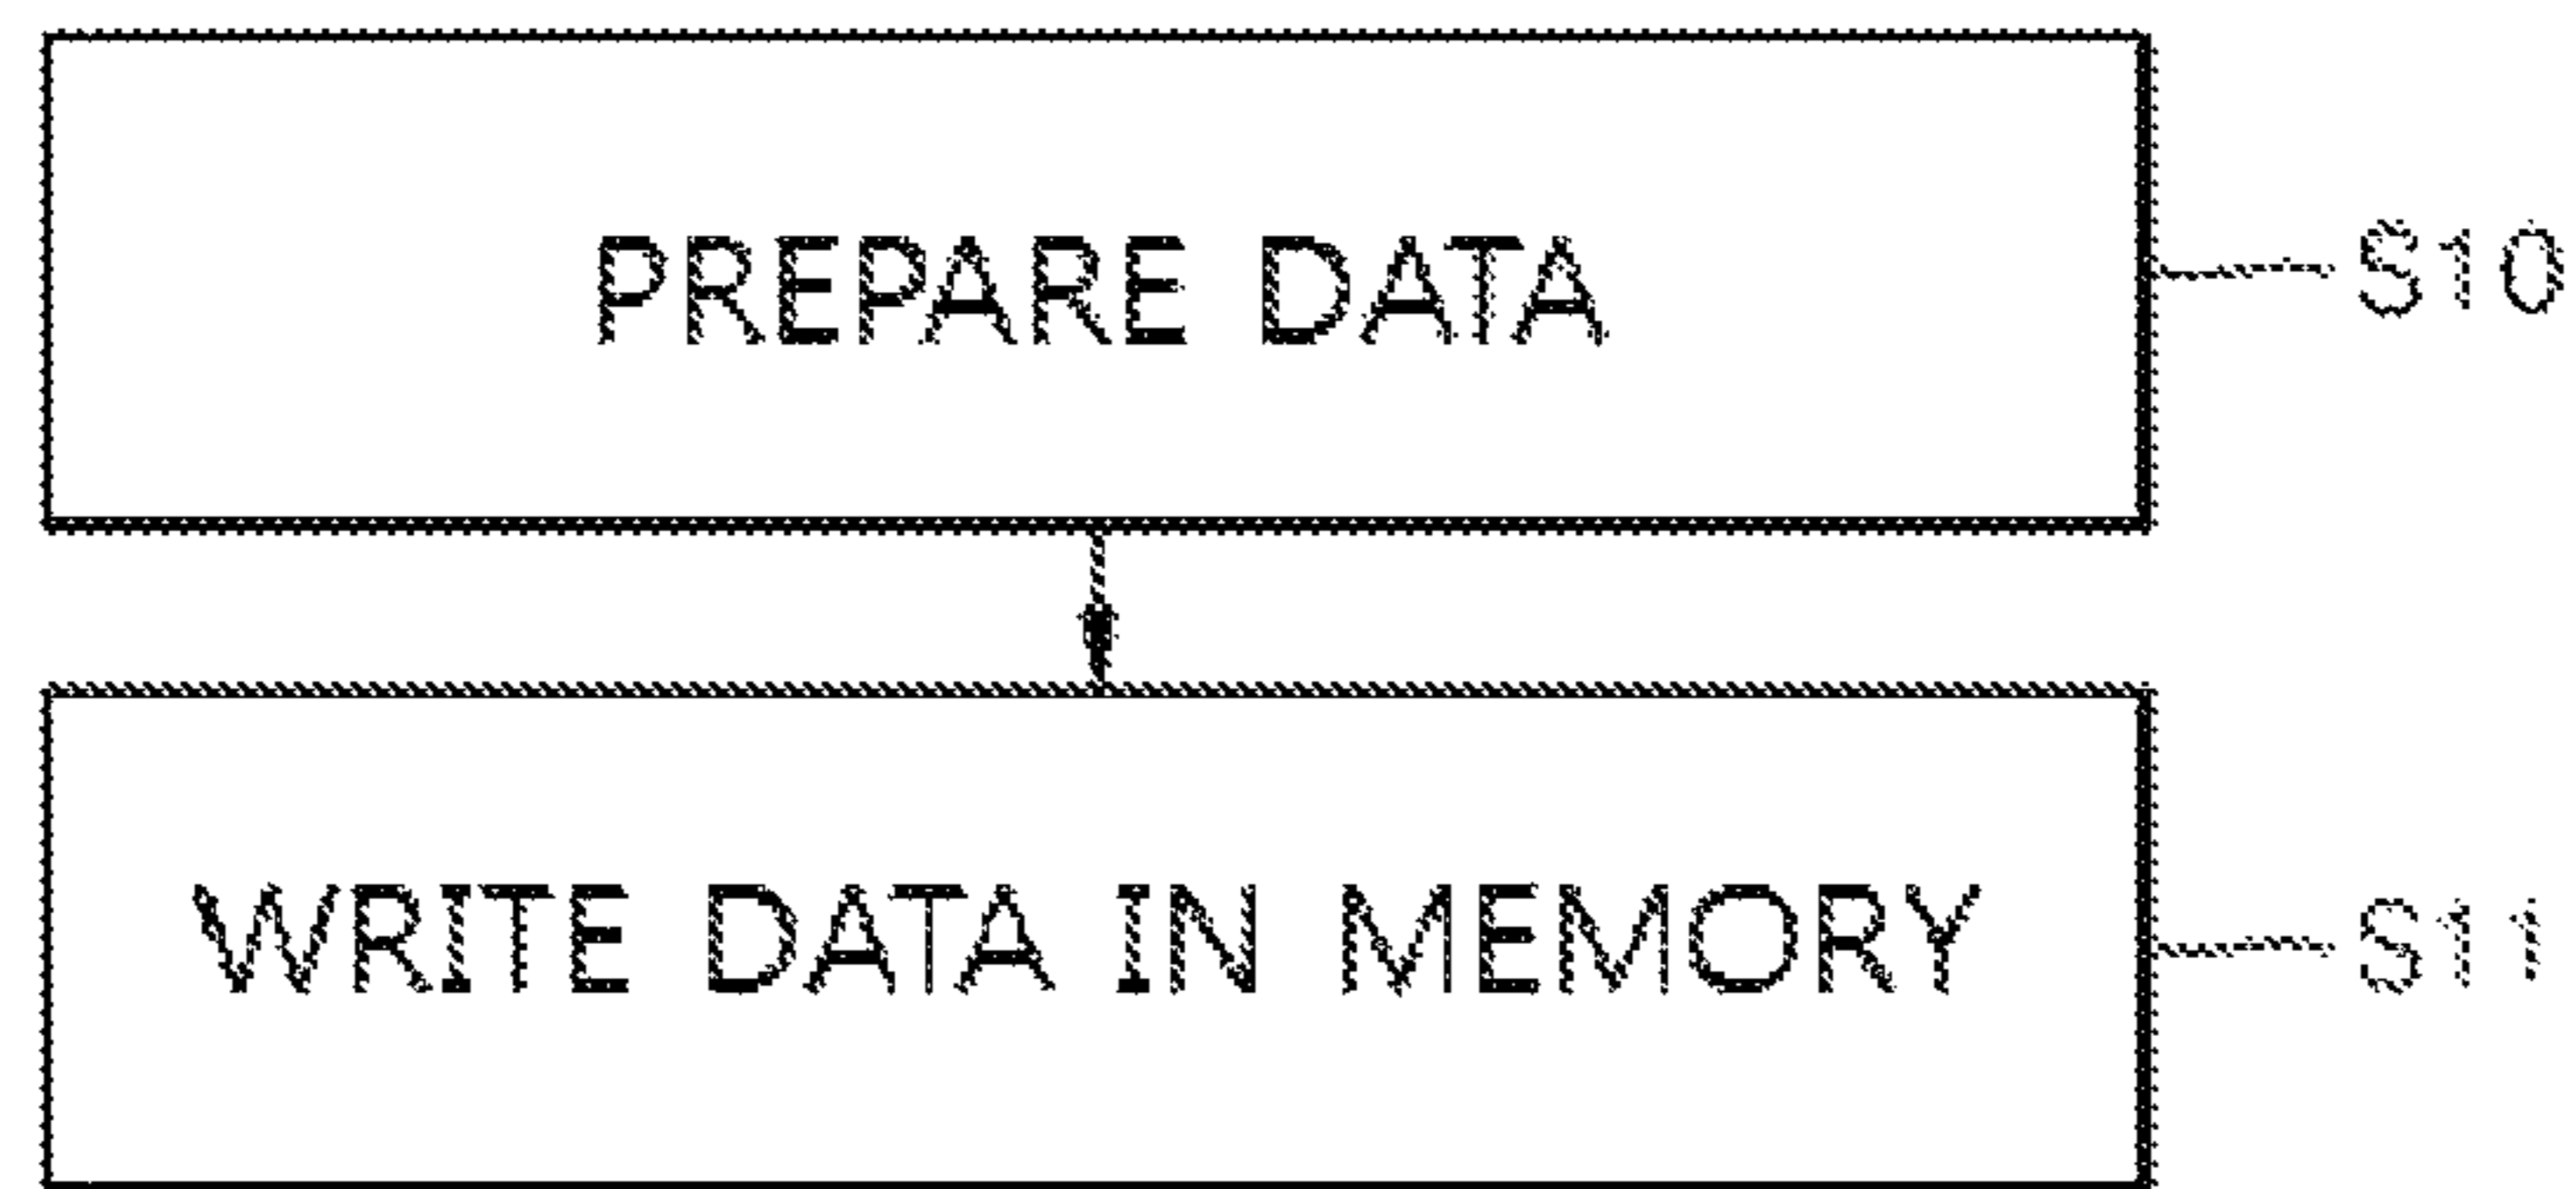 PREPARE DATA
S10
WRITE DATA IN MEMORY
S11